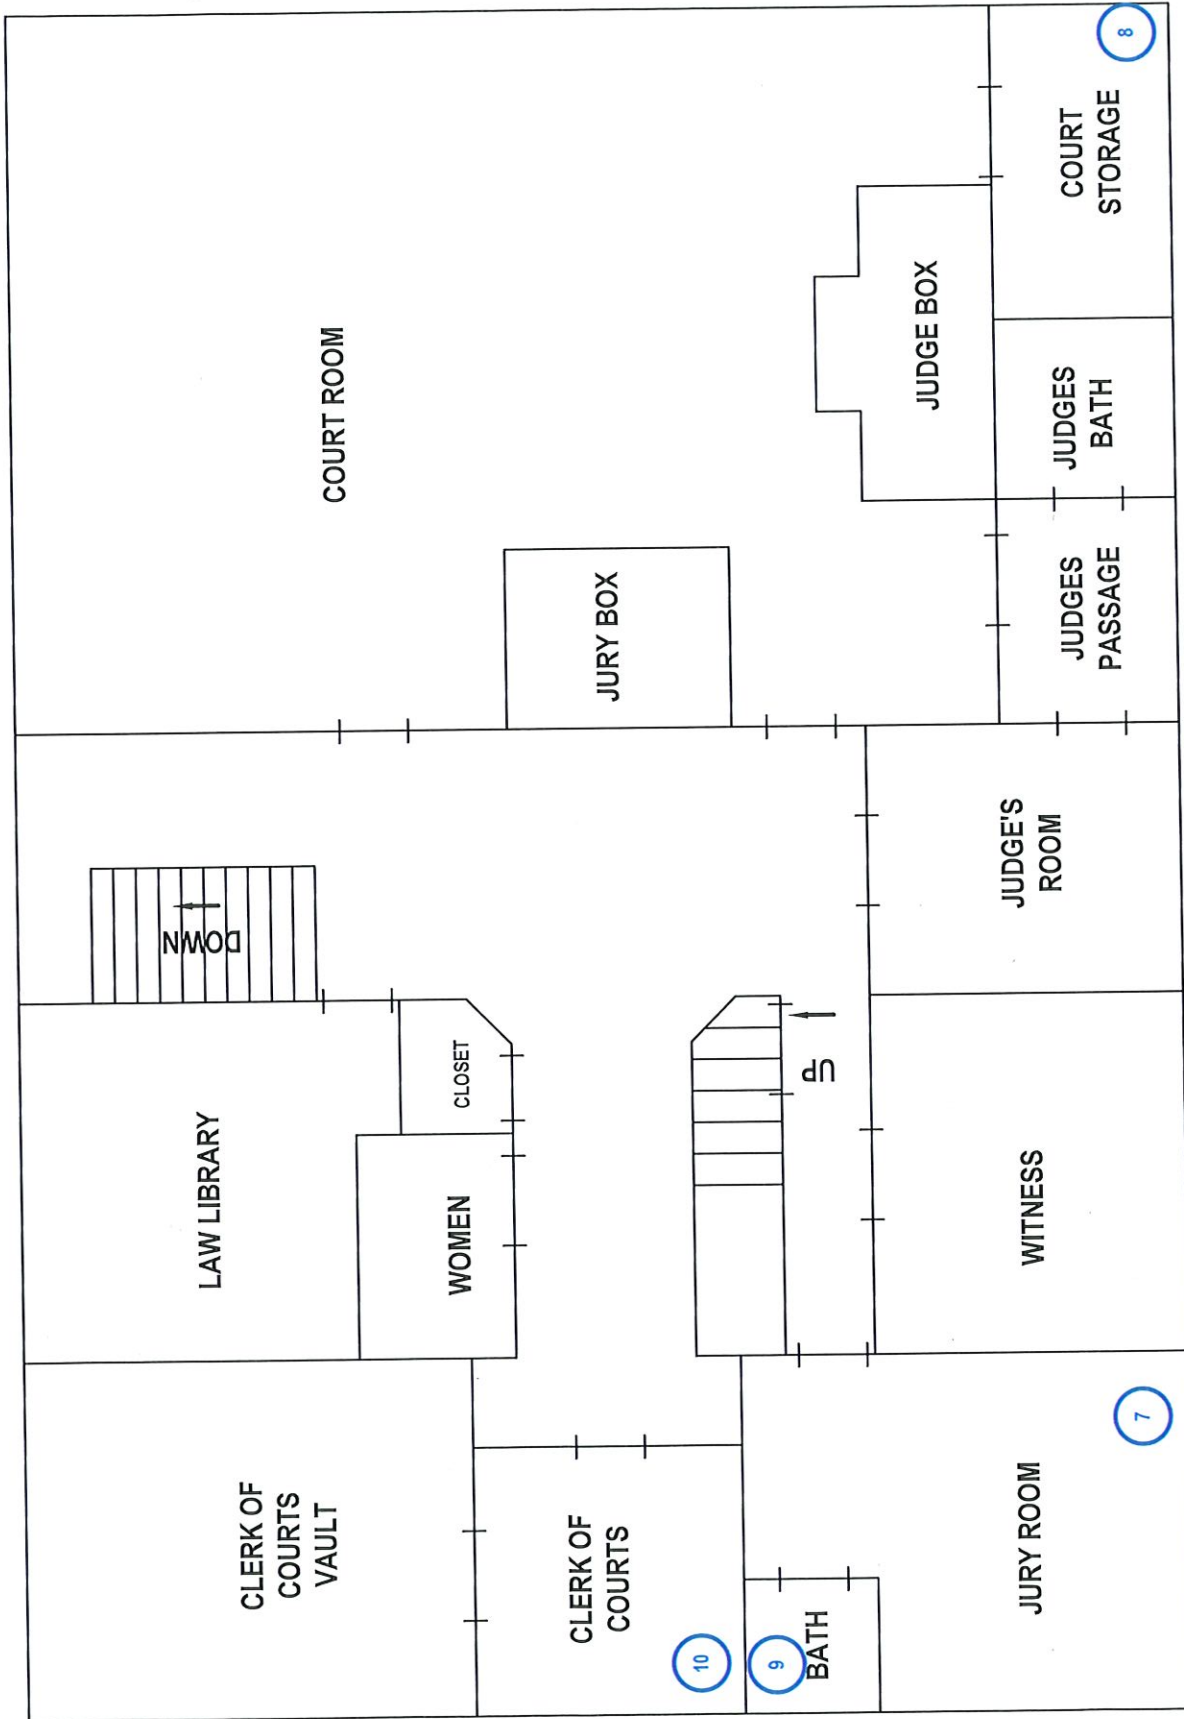 CLERK OF
COURTS
VAULT
LAW LIBRARY
DOWN
COURT ROOM
WOMEN
CLOSET
CLERK OF
COURTS
10
JURY BOX
9
BATH
UP
JUDGE BOX
JURY ROOM
7
WITNESS
JUDGE'S
ROOM
JUDGES
PASSAGE
JUDGES
BATH
COURT
STORAGE
8